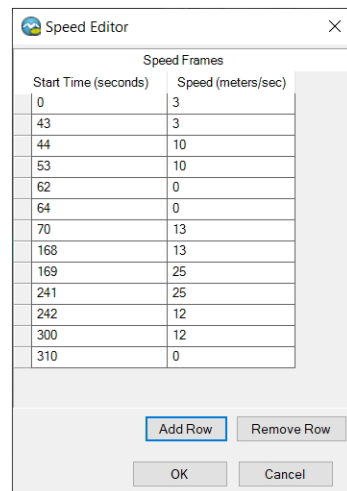 Speed Editor
Speed Frames
Start Time (seconds) Speed (meters/sec)
0 3
43 3
44 10
53 10
62 0
64 0
70 13
168 13
169 25
241 25
242 12
300 12
310 0
Add Row Remove Row
OK Cancel